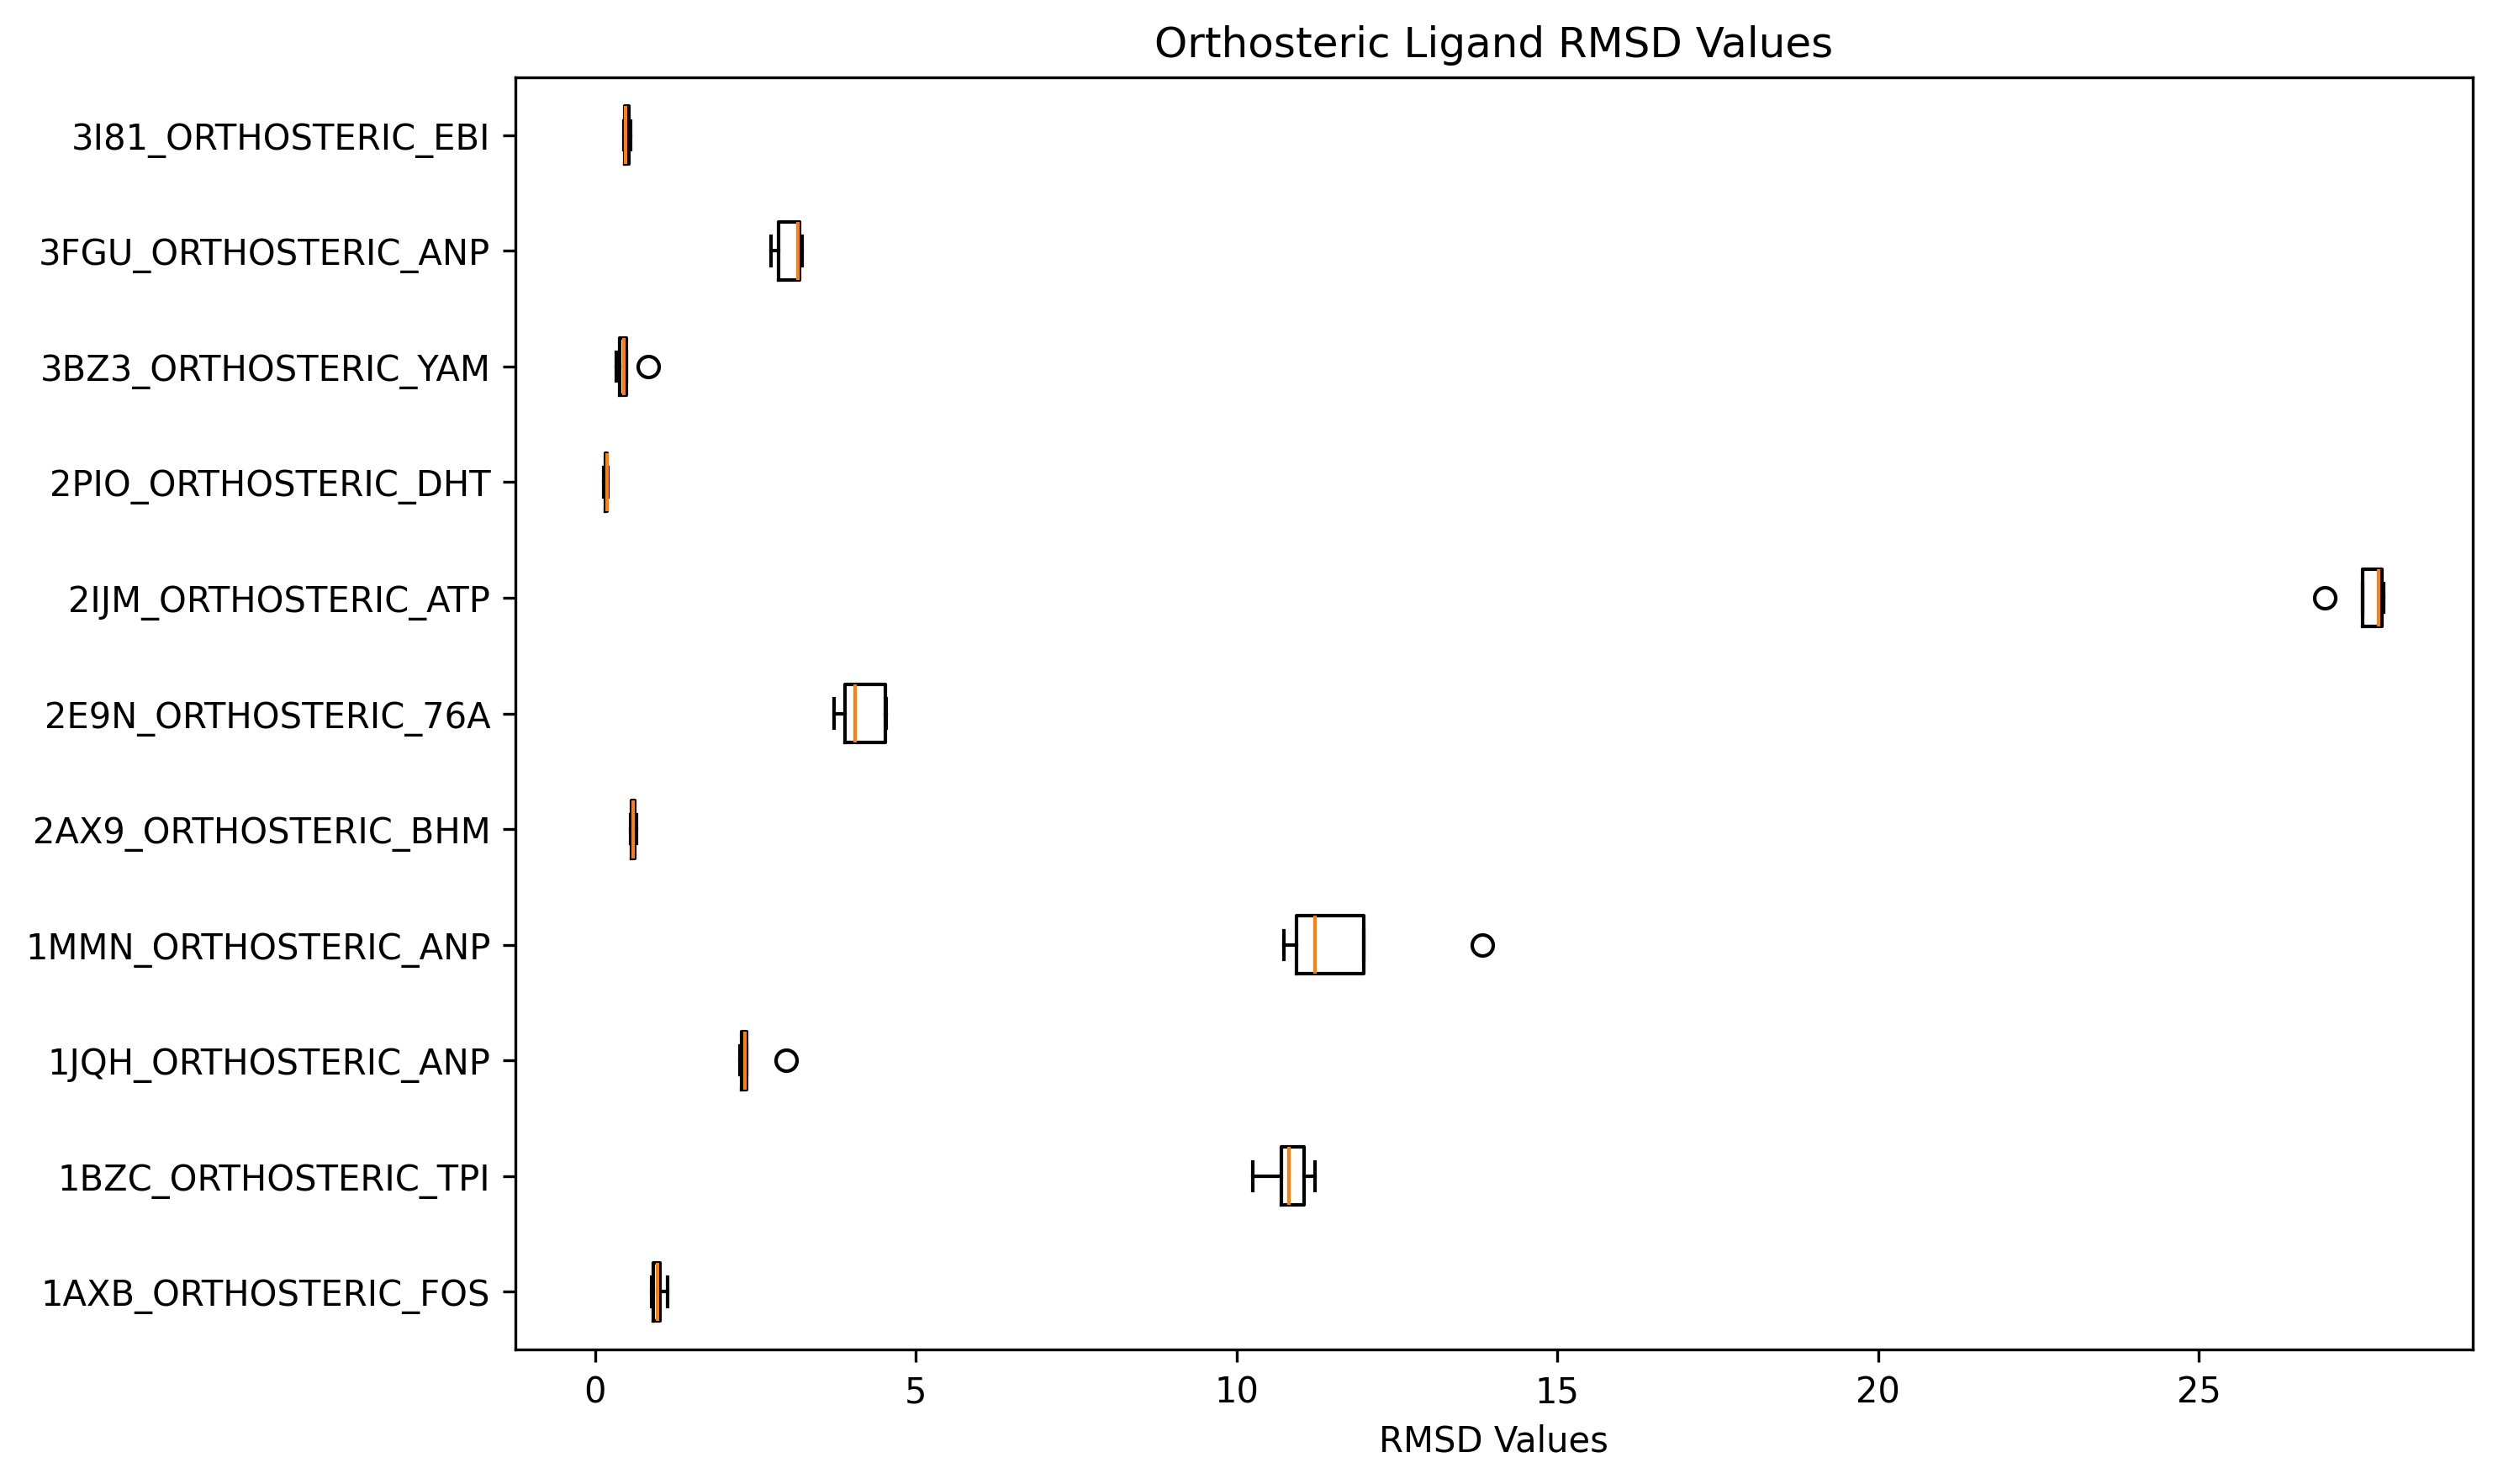 Orthosteric Ligand RMSD Values
3I81_ORTHOSTERIC_EBI
3FGU_ORTHOSTERIC_ANP
3BZ3_ORTHOSTERIC_YAM
2PIO_ORTHOSTERIC_DHT
2IJM_ORTHOSTERIC_ATP
2E9N_ORTHOSTERIC_76A
2AX9_ORTHOSTERIC_BHM
1MMN_ORTHOSTERIC_ANP
1JQH_ORTHOSTERIC_ANP
1BZC_ORTHOSTERIC_TPI
1AXB_ORTHOSTERIC_FOS
0 5 10 15 20 25
RMSD Values